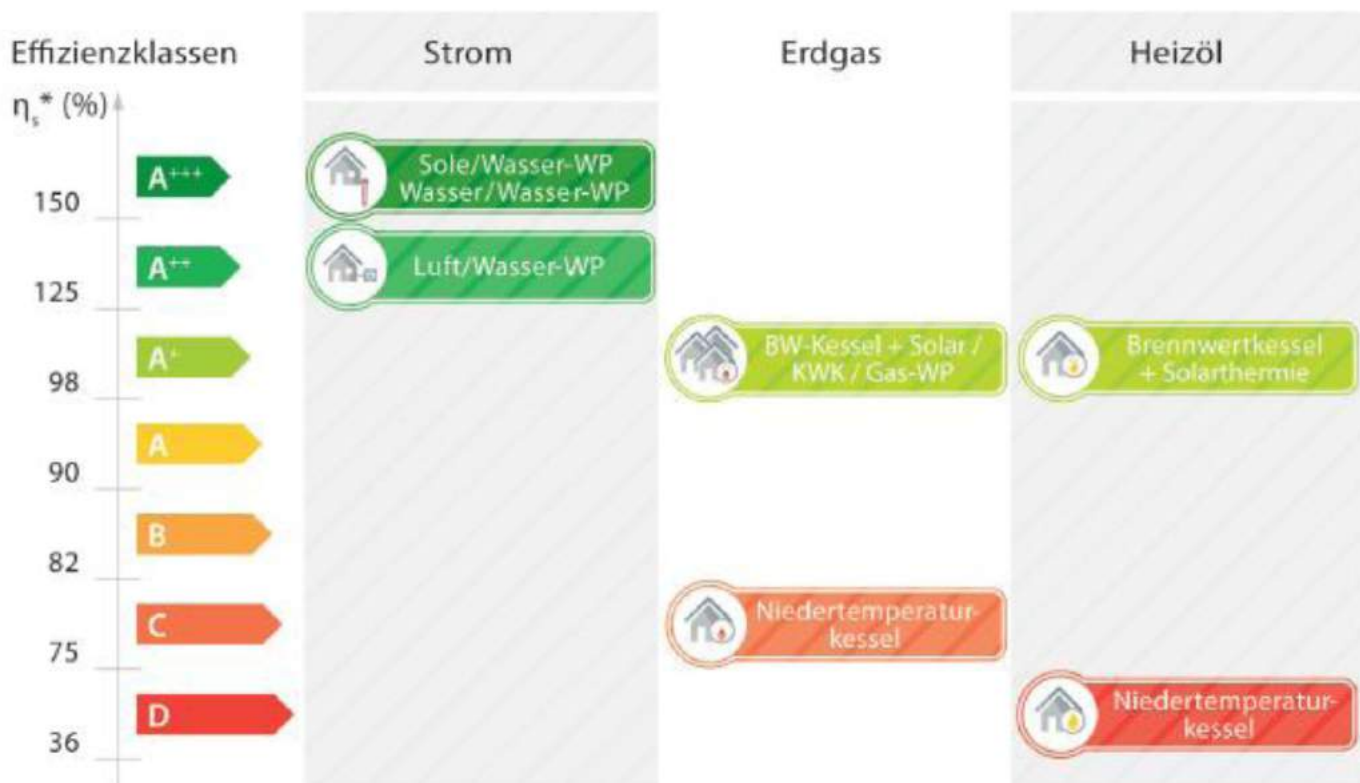 Effizienzklassen Strom Erdgas Heizöl
ηs* (%)
A+++
Sole/Wasser-WP
Wasser/Wasser-WP
150
A++
Luft/Wasser-WP
125
A+
BW-Kessel + Solar /
KWK / Gas-WP
Brennwertkessel
+ Solarthermie
98
A
90
B
82
C
Niedertemperatur-
kessel
75
D
Niedertemperatur-
kessel
36